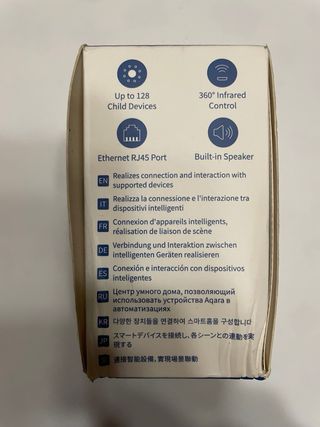 Up to 128
Child Devices
360° Infrared
Control
Ethernet RJ45 Port
Built-in Speaker
EN Realizes connection and interaction with
supported devices
IT Realizza la connessione e l'interazione tra
dispositivi intelligenti
FR Connexion d'appareils intelligents,
réalisation de liaison de scène
DE Verbindung und Interaktion zwischen
intelligenten Geräten realisieren
ES Conexión e interacción con dispositivos
inteligentes
RU Центр умного дома, позволяющий
использовать устройства Aqara в
автоматизациях
KR 다양한 장치들을 연결하여 스마트홈을 구성합니다
JP スマートデバイスを接続し、各シーンとの連動を実
現する
連接智能設備，實現場景聯動